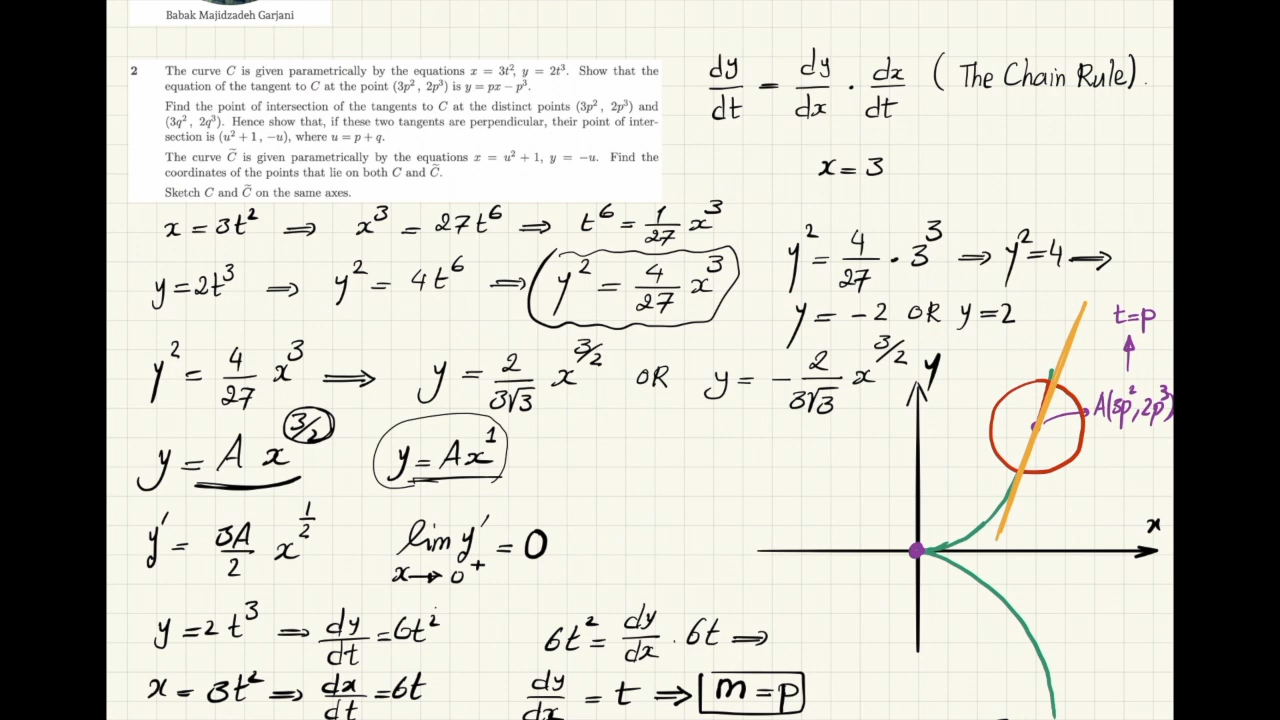 Babak Majidzadeh Garjani
2 The curve C is given parametrically by the equations x = 3t², y = 2t³. Show that the
equation of the tangent to C at the point (3p², 2p³) is y = px − p³.
Find the point of intersection of the tangents to C at the distinct points (3p², 2p³) and
(3q², 2q³). Hence show that, if these two tangents are perpendicular, their point of inter-
section is (u² + 1, −u), where u = p + q.
The curve C̃ is given parametrically by the equations x = u² + 1, y = −u. Find the
coordinates of the points that lie on both C and C̃.
Sketch C and C̃ on the same axes.
dy/dt = dy/dx · dx/dt (The Chain Rule).
x = 3
x = 3t² ⟹ x³ = 27t⁶ ⟹ t⁶ = 1/27 x³
y = 2t³ ⟹ y² = 4t⁶ ⟹ y² = 4/27 x³
y² = 4/27 · 3³ ⟹ y² = 4 ⟹
y = −2 OR y = 2
y² = 4/27 x³ ⟹ y = 2/3√3 x^3/2 OR y = − 2/3√3 x^3/2
y = A x^3/2 y = Ax¹
y' = 3A/2 x^1/2 lim x→0⁺ y' = 0
y = 2t³ ⟹ dy/dt = 6t² 6t² = dy/dx · 6t ⟹
x = 3t² ⟹ dx/dt = 6t dy/dx = t ⟹ m = p
y
t=p
A(3p², 2p³)
x